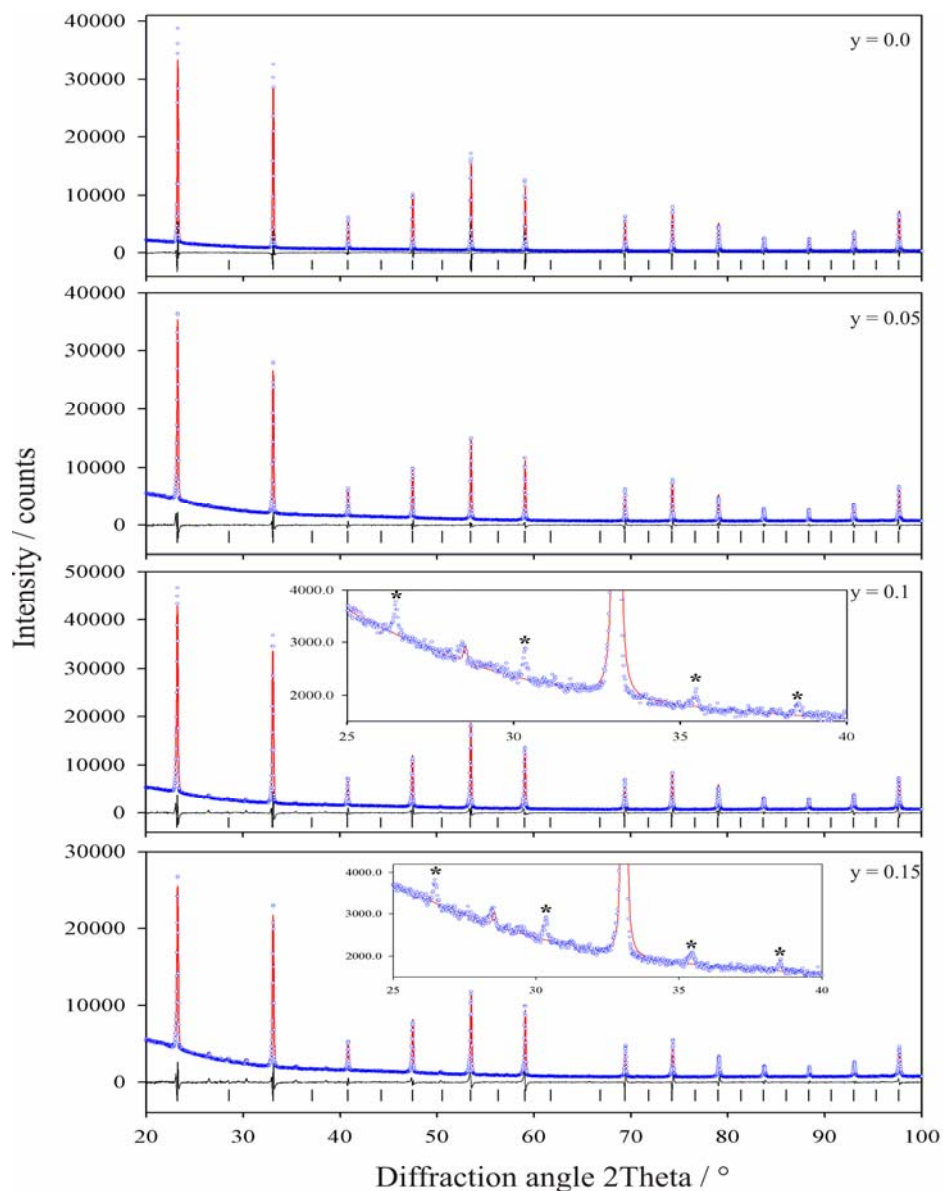 40000
y = 0.0
30000
20000
10000
0
40000
y = 0.05
30000
20000
10000
0
Intensity / counts
50000
y = 0.1
40000
30000
20000
10000
0
4000.0
3000.0
2000.0
* * * *
25 30 35 40
30000
y = 0.15
20000
10000
0
4000.0
3000.0
2000.0
* * * *
25 30 35 40
20 30 40 50 60 70 80 90 100
Diffraction angle 2Theta / °